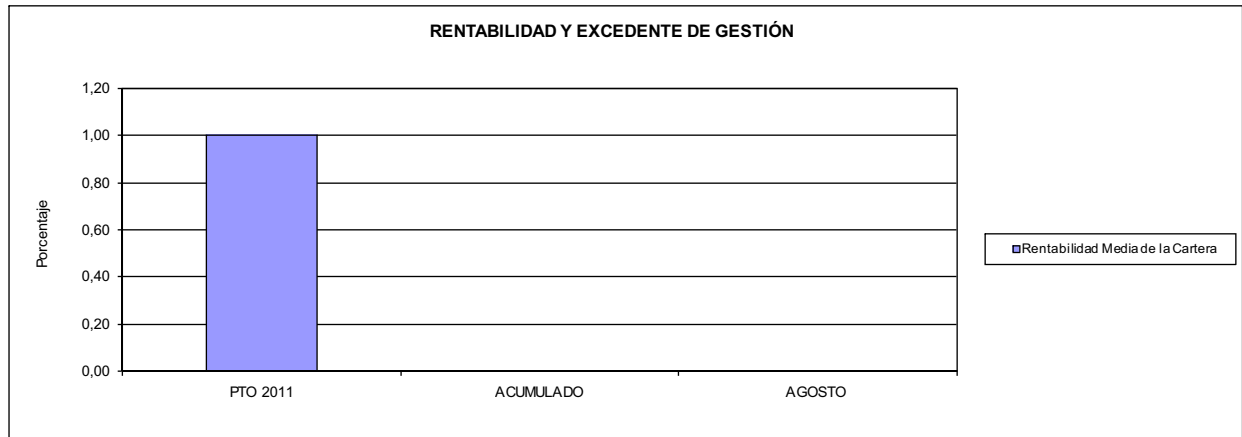 RENTABILIDAD Y EXCEDENTE DE GESTIÓN
1,20
1,00
0,80
0,60
0,40
0,20
0,00
Porcentaje
PTO 2011 ACUMULADO AGOSTO
Rentabilidad Media de la Cartera